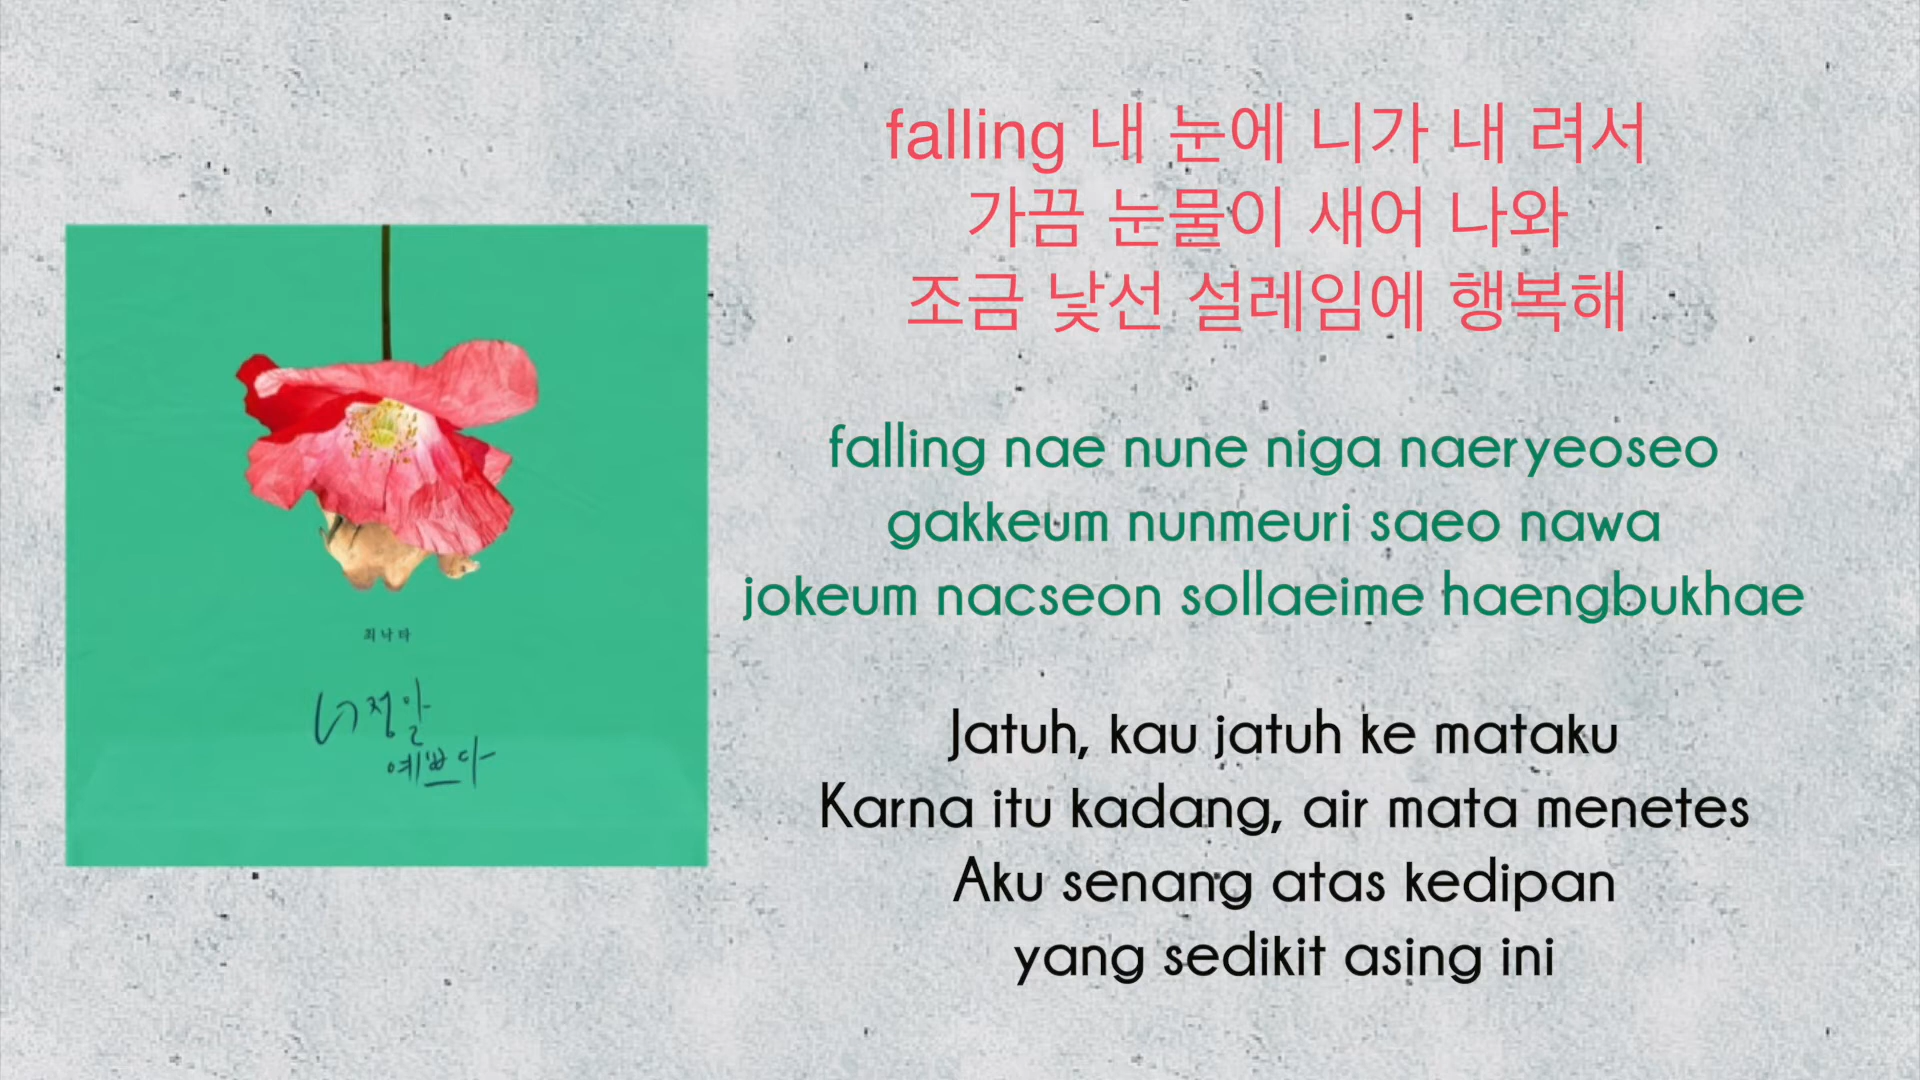 falling 내 눈에 니가 내 려서
가끔 눈물이 새어 나와
조금 낯선 설레임에 행복해
falling nae nune niga naeryeoseo
gakkeum nunmeuri saeo nawa
jokeum nacseon sollaeime haengbukhae
Jatuh, kau jatuh ke mataku
Karna itu kadang, air mata menetes
Aku senang atas kedipan
yang sedikit asing ini
최낙타
너 정말
예쁘다